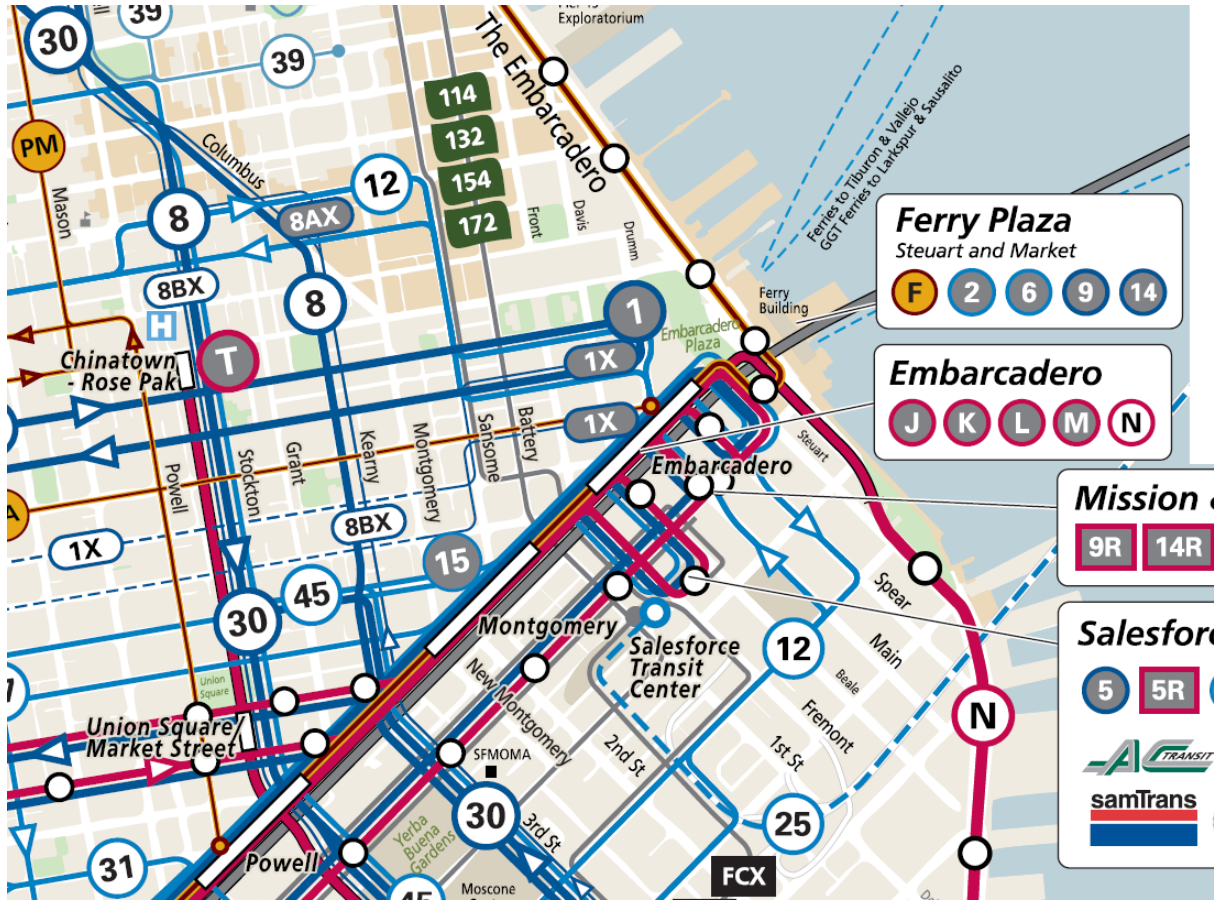 Exploratorium
39
30
39
The Embarcadero
114
132
154
172
PM
Mason
Columbus
12
8
8AX
Front
Davis
Drumm
Ferries to Tiburon & Vallejo
GGT Ferries to Larkspur & Sausalito
Ferry Plaza
Steuart and Market
F
2
6
9
14
8BX
8
H
Ferry
Building
1
Embarcadero
Plaza
Chinatown
- Rose Pak
T
1X
Embarcadero
J
K
L
M
N
1X
Powell
Stockton
Grant
Kearny
Montgomery
Sansome
Battery
Steuart
Embarcadero
A
8BX
1X
15
Mission &
9R
14R
45
30
Spear
Montgomery
Salesforce
Transit
Center
12
Main
Beale
Salesforc
5
5R
Union
Square
Union Square/
Market Street
New Montgomery
Fremont
N
SFMOMA
2nd St
1st St
AC TRANSIT
samTrans
30
3rd St
25
Yerba
Buena
Gardens
31
Powell
45
Moscone
FCX